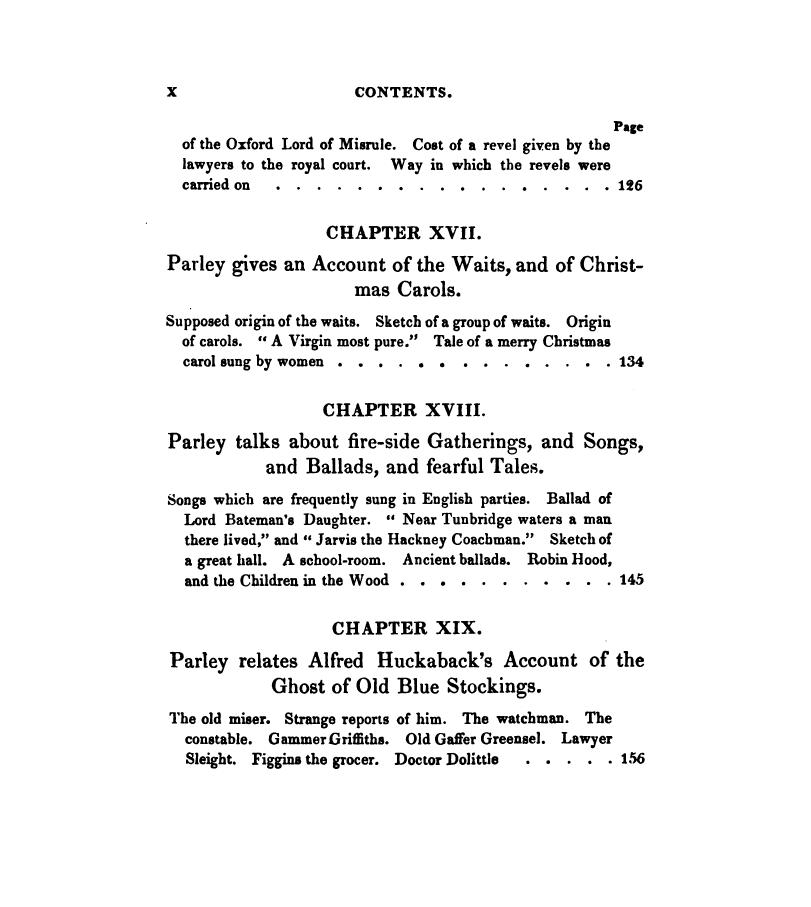 X CONTENTS.
Page
of the Oxford Lord of Misrule. Cost of a revel given by the
lawyers to the royal court. Way in which the revels were
carried on . . . . . . . . . . . . . . . . . 126
CHAPTER XVII.
Parley gives an Account of the Waits, and of Christ-
mas Carols.
Supposed origin of the waits. Sketch of a group of waits. Origin
of carols. “ A Virgin most pure.” Tale of a merry Christmas
carol sung by women . . . . . . . . . . . . . . 134
CHAPTER XVIII.
Parley talks about fire-side Gatherings, and Songs,
and Ballads, and fearful Tales.
Songs which are frequently sung in English parties. Ballad of
Lord Bateman's Daughter. “ Near Tunbridge waters a man
there lived,” and “ Jarvis the Hackney Coachman.” Sketch of
a great hall. A school-room. Ancient ballads. Robin Hood,
and the Children in the Wood . . . . . . . . . . . 145
CHAPTER XIX.
Parley relates Alfred Huckaback's Account of the
Ghost of Old Blue Stockings.
The old miser. Strange reports of him. The watchman. The
constable. Gammer Griffiths. Old Gaffer Greensel. Lawyer
Sleight. Figgins the grocer. Doctor Dolittle . . . . . 156